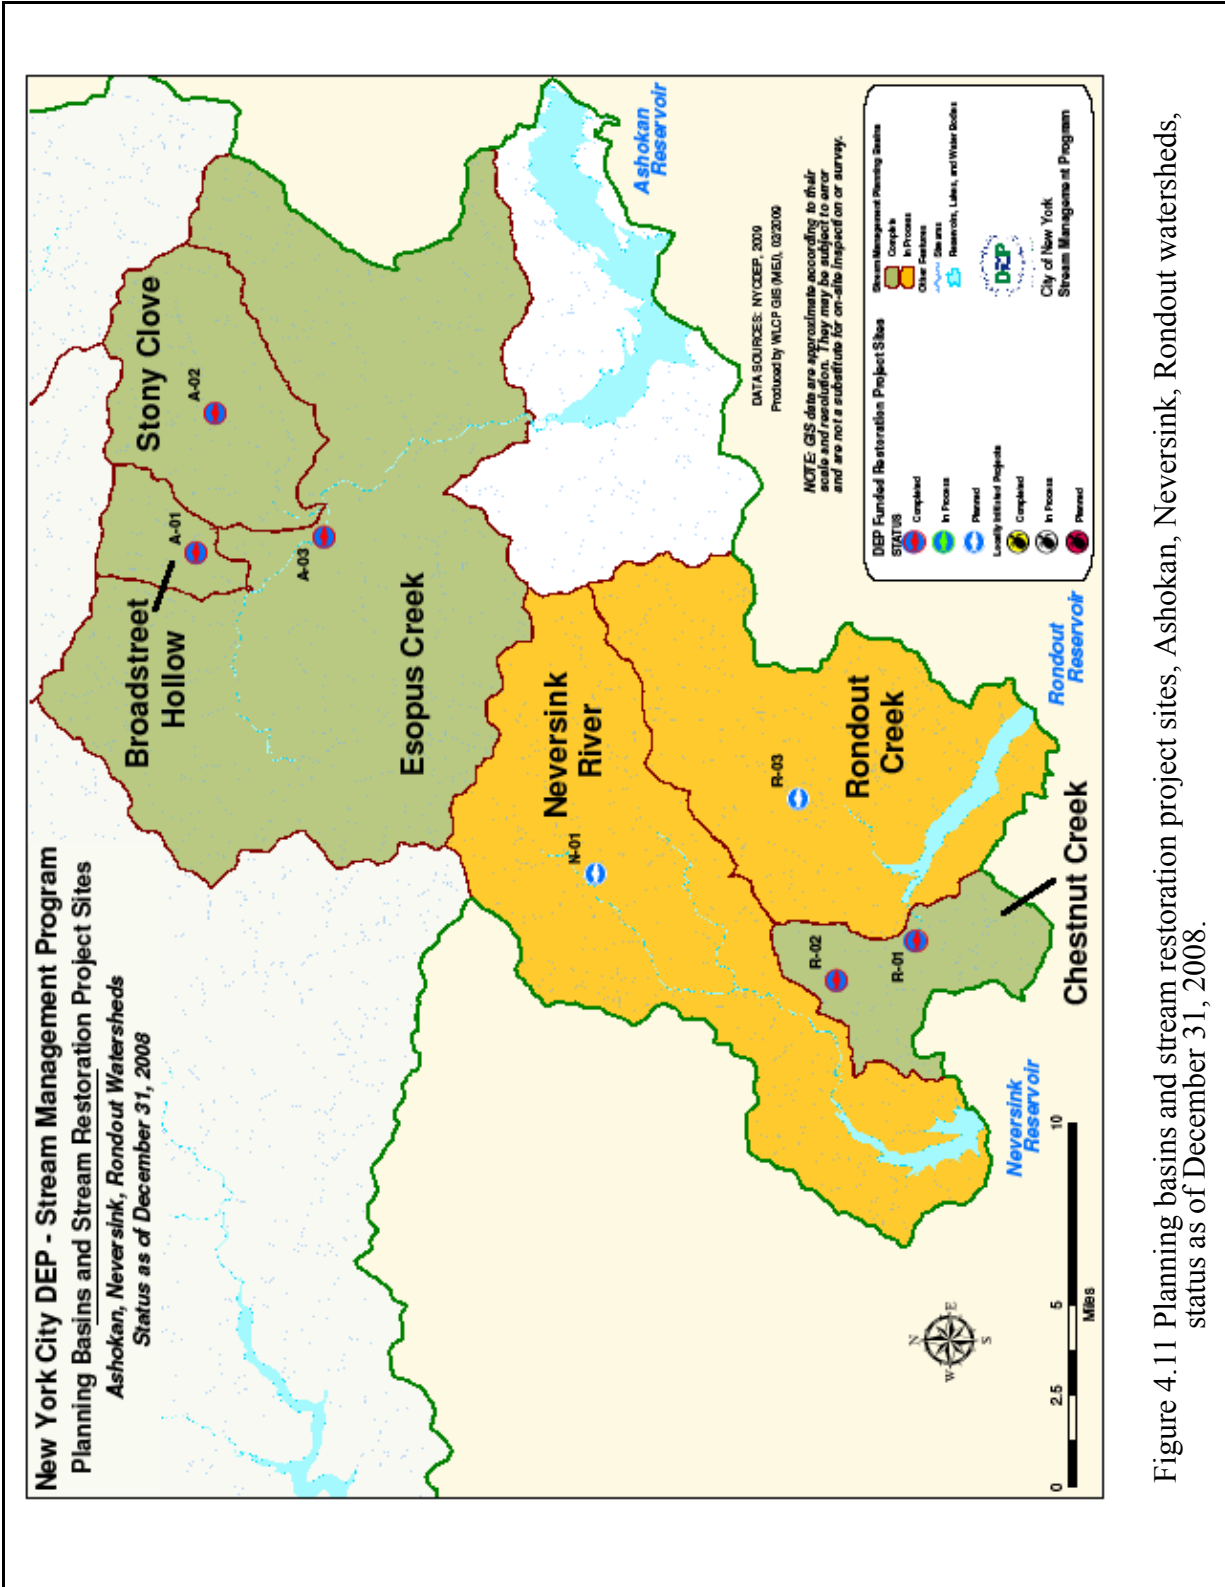 New York City DEP - Stream Management Program
Planning Basins and Stream Restoration Project Sites
Ashokan, Neversink, Rondout Watersheds
Status as of December 31, 2008
Stony Clove
A-02
Broadstreet
Hollow
A-01
A-03
Esopus Creek
Ashokan
Reservoir
Neversink
River
N-01
Rondout
Creek
R-03
R-02
R-01
Chestnut Creek
Rondout
Reservoir
Neversink
Reservoir
DATA SOURCES: NYCDEP, 2009
Produced by WLCP GIS (MEJ), 02/2009
NOTE: GIS data are approximate according to their
scale and resolution. They may be subject to error
and are not a substitute for on-site inspection or survey.
DEP Funded Restoration Project Sites
STATUS
Completed
In Process
Planned
Locally Initiated Projects
Completed
In Process
Planned
Stream Management Planning Basins
Complete
In Process
Other Features
Streams
Reservoirs, Lakes, and Water Bodies
DEP
City of New York
Stream Management Program
N
W
E
S
0
2.5
5
10
Miles
Figure 4.11 Planning basins and stream restoration project sites, Ashokan, Neversink, Rondout watersheds,
status as of December 31, 2008.